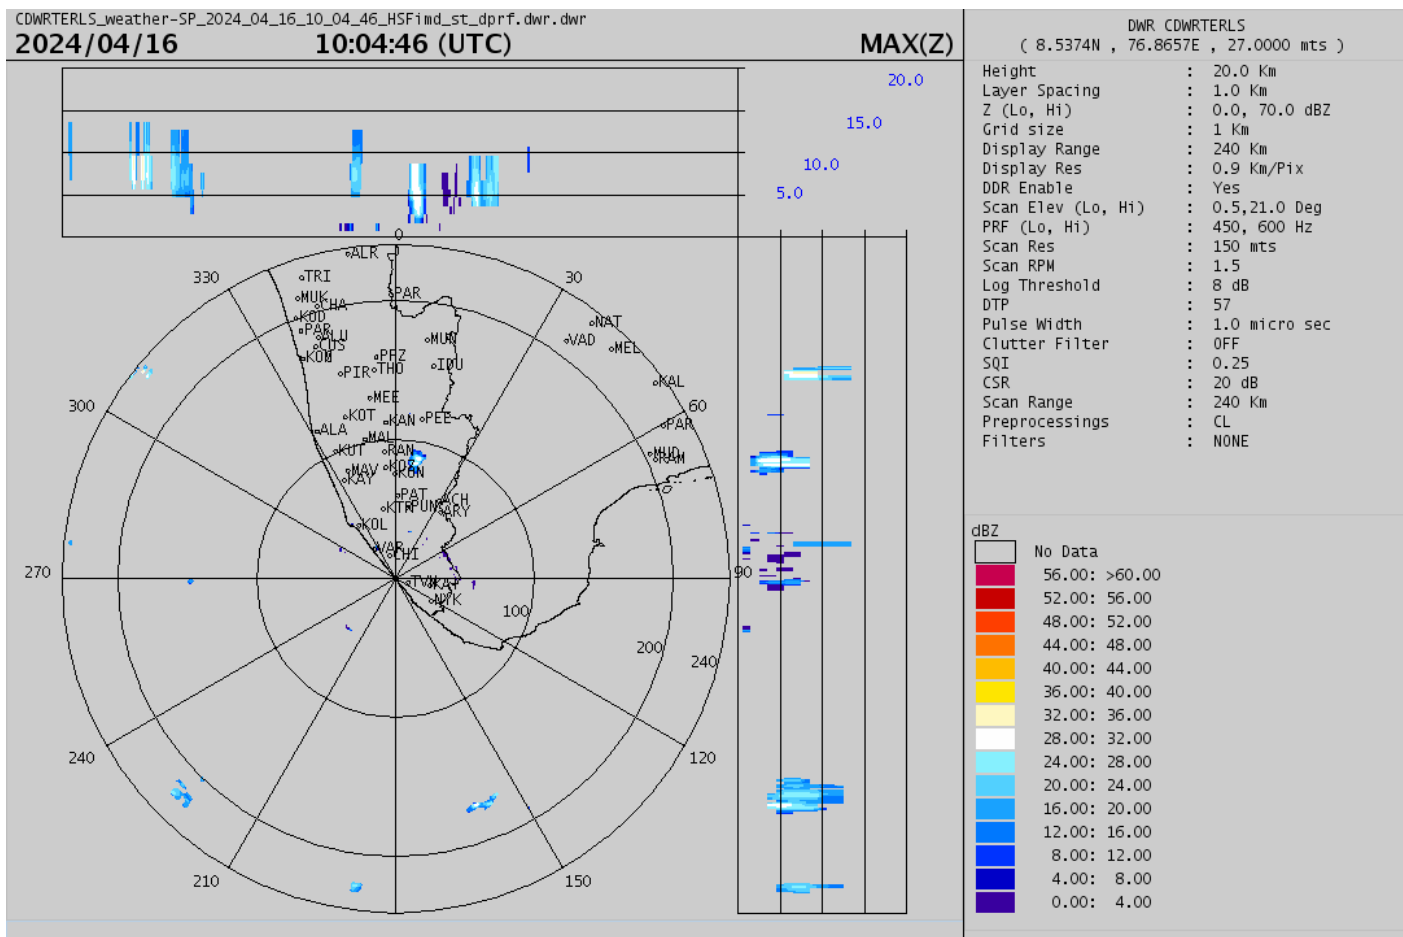 CDWRTERLS_weather-SP_2024_04_16_10_04_46_HSFimd_st_dprf.dwr.dwr
2024/04/16 10:04:46 (UTC) MAX(Z)
20.0
15.0
10.0
5.0
0
ALR
330
TRI
30
MUK
CHA
PAR
KOD
NAT
PAR
ALU
MUN
VAD
COS
MEL
KOM
PPZ
PIR
THO
IDU
KAL
MEE
300
KOT
KAN
PEE
60
ALA
MAL
PAR
KUT
RAN
MUD
MAV
KOZ
RAM
KAY
KON
PAT
ACH
KTR
PUN
ARY
KOL
VAR
CHI
270
90
TVM
KAT
NYK
100
200
240
240
120
210
150
DWR CDWRTERLS
( 8.5374N , 76.8657E , 27.0000 mts )
Height : 20.0 Km
Layer Spacing : 1.0 Km
Z (Lo, Hi) : 0.0, 70.0 dBZ
Grid size : 1 Km
Display Range : 240 Km
Display Res : 0.9 Km/Pix
DDR Enable : Yes
Scan Elev (Lo, Hi) : 0.5,21.0 Deg
PRF (Lo, Hi) : 450, 600 Hz
Scan Res : 150 mts
Scan RPM : 1.5
Log Threshold : 8 dB
DTP : 57
Pulse Width : 1.0 micro sec
Clutter Filter : OFF
SQI : 0.25
CSR : 20 dB
Scan Range : 240 Km
Preprocessings : CL
Filters : NONE
dBZ
No Data
56.00: >60.00
52.00: 56.00
48.00: 52.00
44.00: 48.00
40.00: 44.00
36.00: 40.00
32.00: 36.00
28.00: 32.00
24.00: 28.00
20.00: 24.00
16.00: 20.00
12.00: 16.00
8.00: 12.00
4.00: 8.00
0.00: 4.00